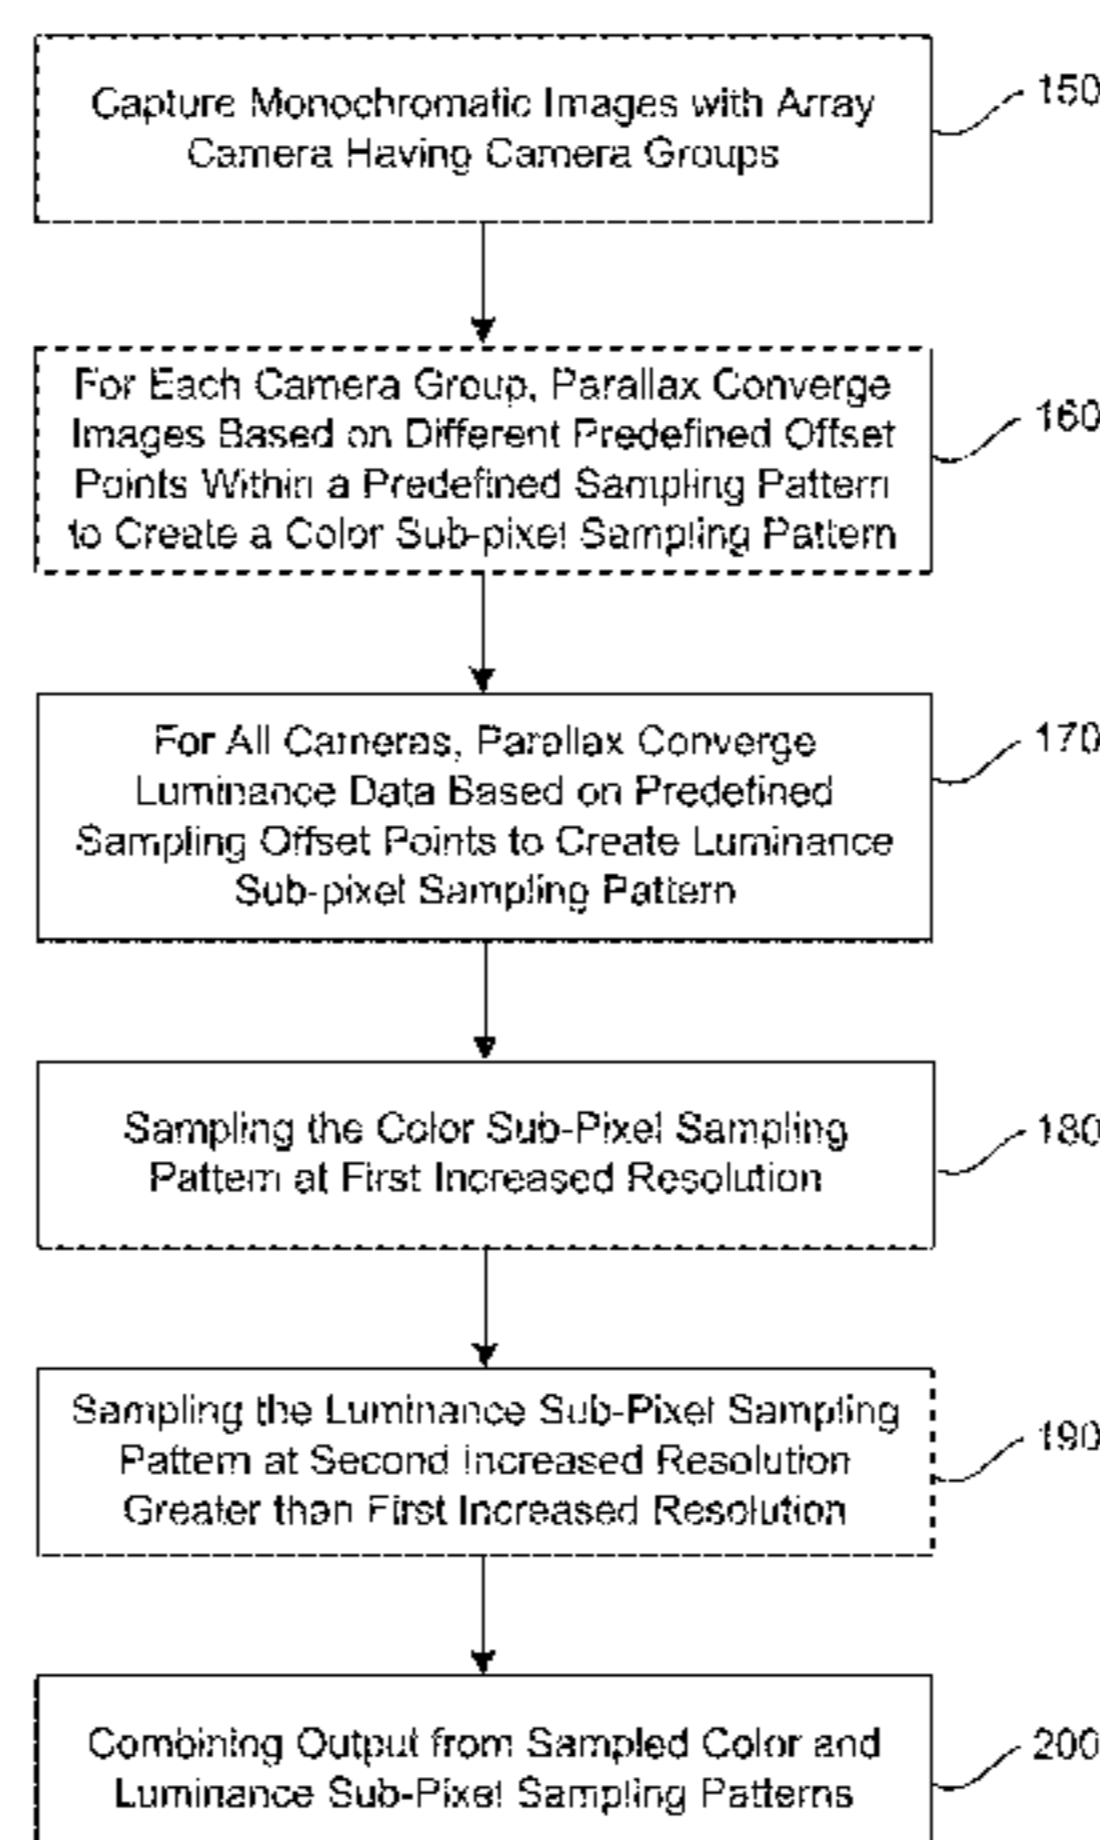 Capture Monochromatic Images with Array
Camera Having Camera Groups
150
For Each Camera Group, Parallax Converge
Images Based on Different Predefined Offset
Points Within a Predefined Sampling Pattern
to Create a Color Sub-pixel Sampling Pattern
160
For All Cameras, Parallax Converge
Luminance Data Based on Predefined
Sampling Offset Points to Create Luminance
Sub-pixel Sampling Pattern
170
Sampling the Color Sub-Pixel Sampling
Pattern at First Increased Resolution
180
Sampling the Luminance Sub-Pixel Sampling
Pattern at Second Increased Resolution
Greater than First Increased Resolution
190
Combining Output from Sampled Color and
Luminance Sub-Pixel Sampling Patterns
200